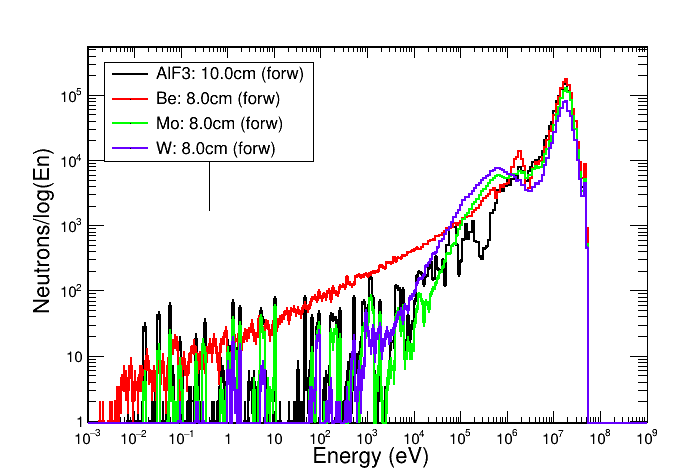 Neutrons/log(En)
10⁵
10⁴
10³
10²
10
1
AlF3: 10.0cm (forw)
Be: 8.0cm (forw)
Mo: 8.0cm (forw)
W: 8.0cm (forw)
10⁻³ 10⁻² 10⁻¹ 1 10 10² 10³ 10⁴ 10⁵ 10⁶ 10⁷ 10⁸ 10⁹
Energy (eV)